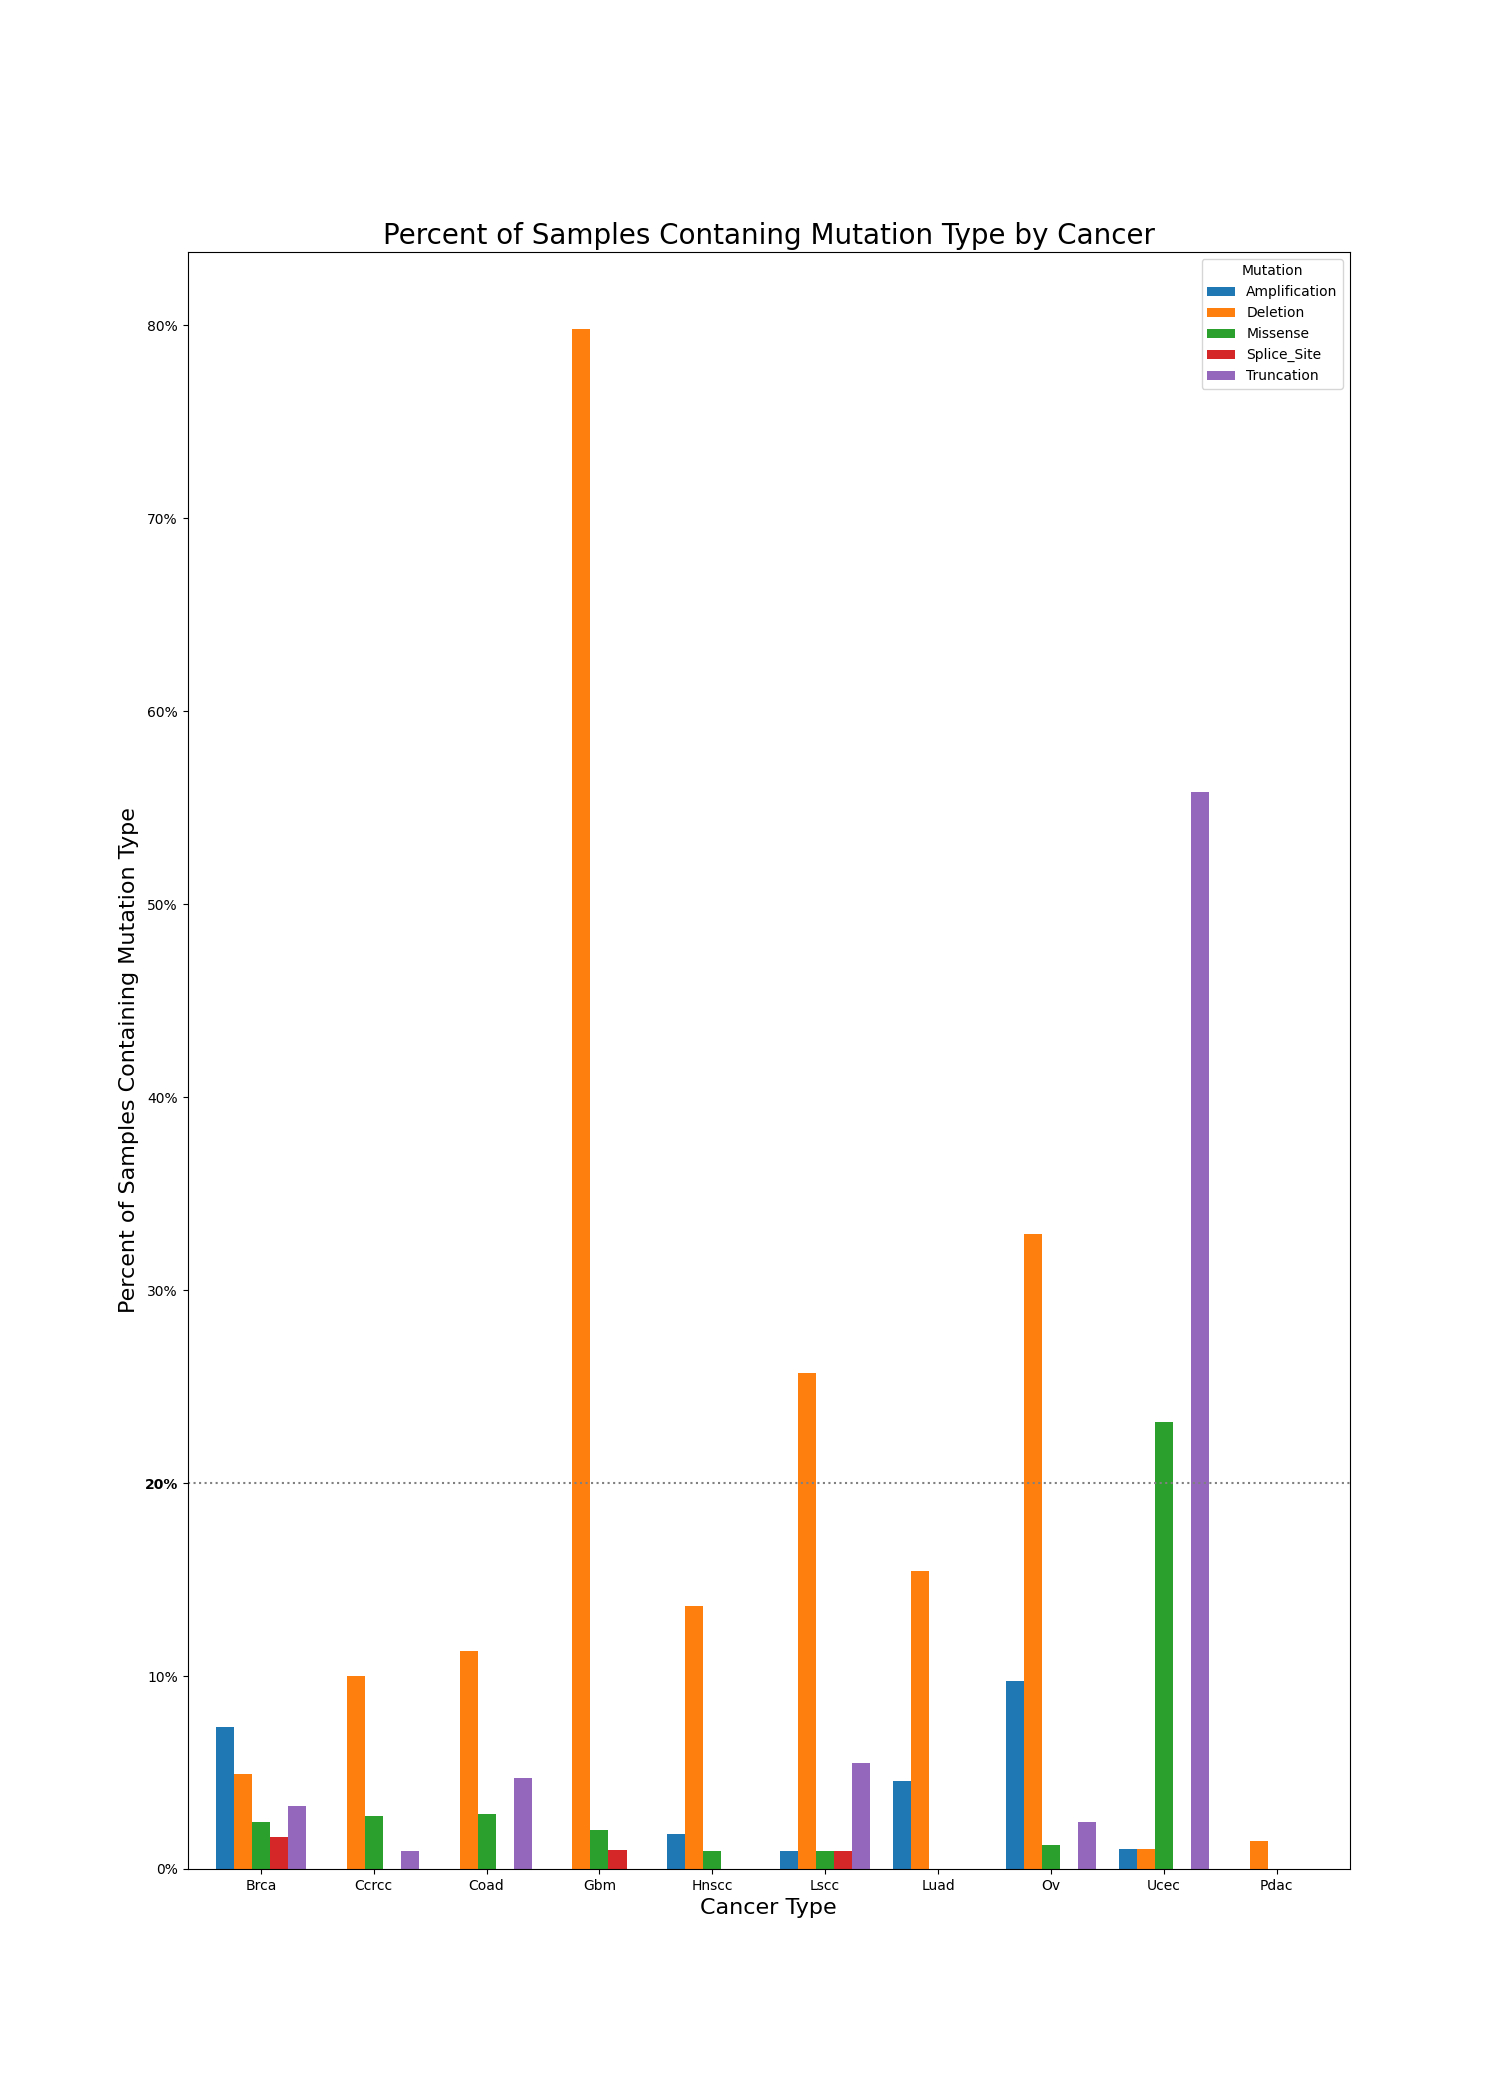 Percent of Samples Contaning Mutation Type by Cancer
Mutation
Amplification
Deletion
Missense
Splice_Site
Truncation
80%
70%
60%
50%
40%
30%
20%
10%
0%
Percent of Samples Containing Mutation Type
Brca Ccrcc Coad Gbm Hnscc Lscc Luad Ov Ucec Pdac
Cancer Type